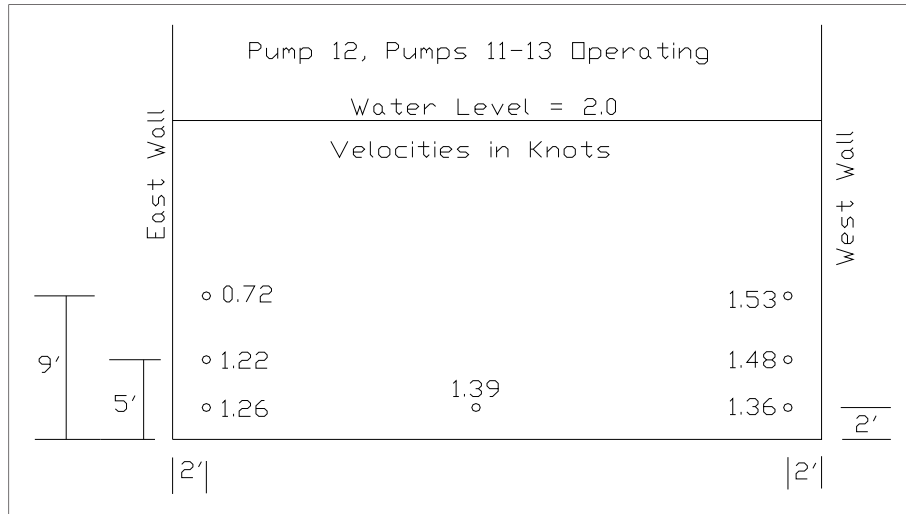 Pump 12, Pumps 11-13 Operating
Water Level = 2.0
Velocities in Knots
East Wall
West Wall
0.72
1.53
9'
1.22
1.48
5'
1.26
1.39
1.36
2'
2'
2'